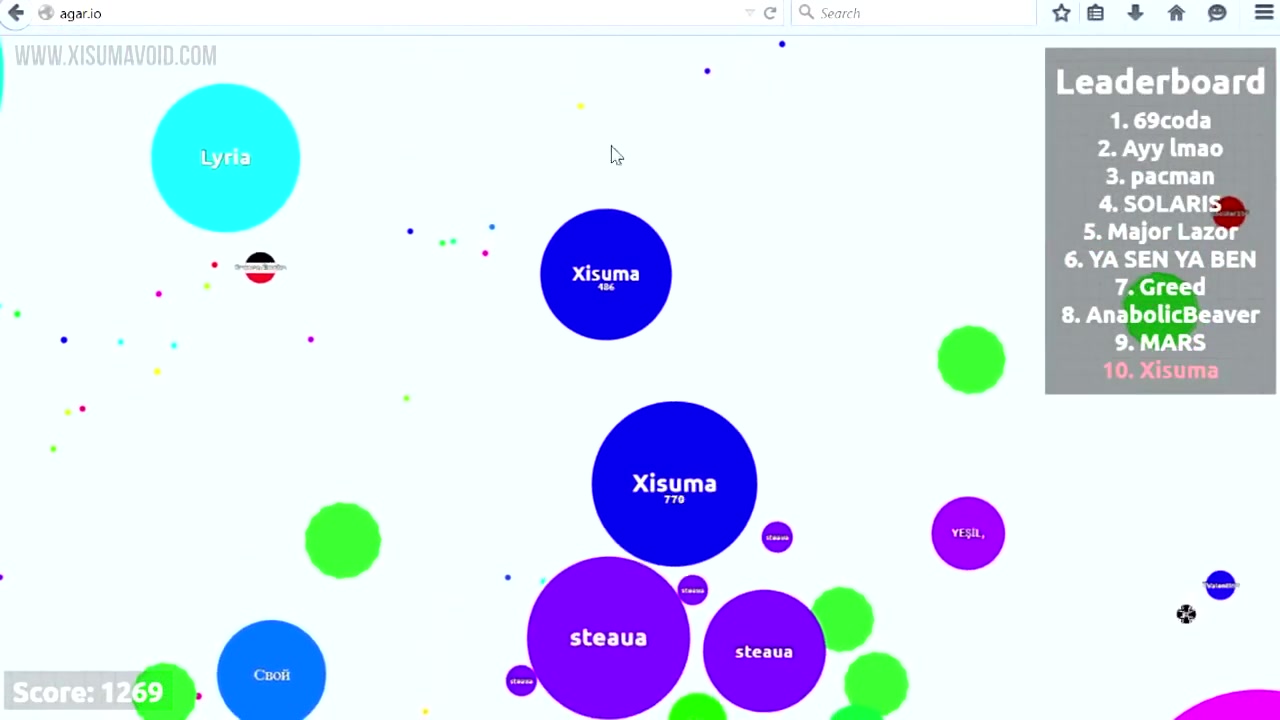 agar.io
Search
WWW.XISUMAVOID.COM
Leaderboard
1. 69coda
2. Ayy lmao
3. pacman
4. SOLARIS
5. Major Lazor
6. YA SEN YA BEN
7. Greed
8. AnabolicBeaver
9. MARS
10. Xisuma
Lyria
Xisuma
486
Xisuma
770
steaua
YEŞİL,
steaua
steaua
steaua
steaua
Свой
Score: 1269